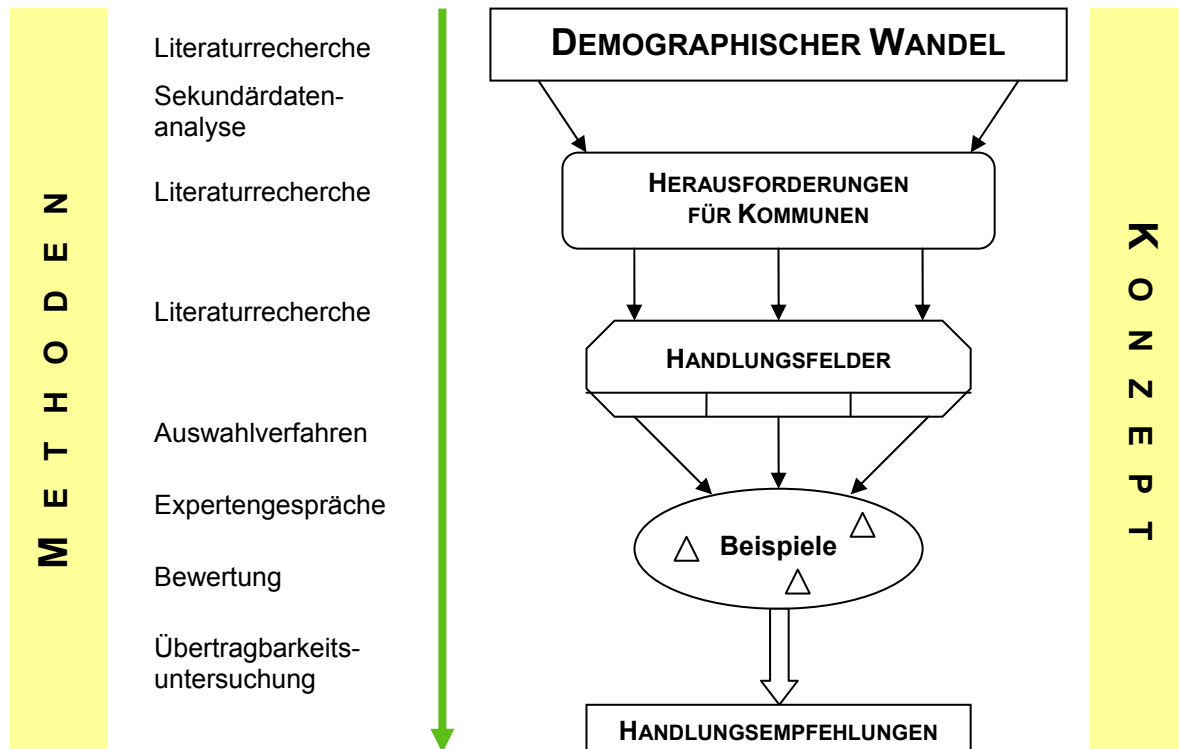 METHODEN
Literaturrecherche
Sekundärdaten-
analyse
Literaturrecherche
Literaturrecherche
Auswahlverfahren
Expertengespräche
Bewertung
Übertragbarkeits-
untersuchung
DEMOGRAPHISCHER WANDEL
HERAUSFORDERUNGEN
FÜR KOMMUNEN
HANDLUNGSFELDER
Beispiele
HANDLUNGSEMPFEHLUNGEN
KONZEPT